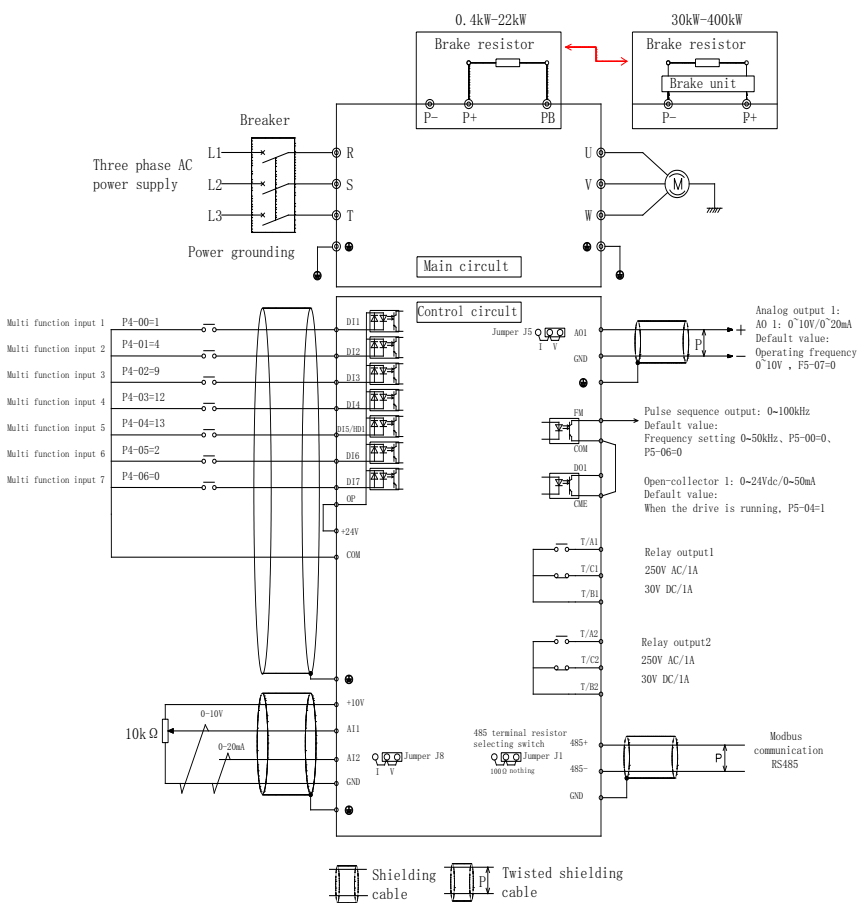 0.4kW-22kW
30kW-400kW
Brake resistor
Brake resistor
Brake unit
P-
P+
PB
P-
P+
Breaker
Three phase AC
power supply
L1
L2
L3
R
S
T
U
V
W
M
Power grounding
Main circuit
Control circuit
Multi function input 1
P4-00=1
DI1
Multi function input 2
P4-01=4
DI2
Multi function input 3
P4-02=9
DI3
Multi function input 4
P4-03=12
DI4
Multi function input 5
P4-04=13
DI5/HDI
Multi function input 6
P4-05=2
DI6
Multi function input 7
P4-06=0
DI7
OP
+24V
COM
Jumper J5
I V
AO1
GND
P
+
−
Analog output 1:
AO 1: 0~10V/0~20mA
Default value:
Operating frequency
0~10V , F5-07=0
FM
COM
Pulse sequence output: 0~100kHz
Default value:
Frequency setting 0~50kHz、P5-00=0、
P5-06=0
DO1
CME
Open-collector 1: 0~24Vdc/0~50mA
Default value:
When the drive is running, P5-04=1
T/A1
T/C1
T/B1
Relay output1
250V AC/1A
30V DC/1A
T/A2
T/C2
T/B2
Relay output2
250V AC/1A
30V DC/1A
+10V
0-10V
10kΩ
AI1
0-20mA
AI2
GND
Jumper J8
I V
485 terminal resistor
selecting switch
Jumper J1
100Ω nothing
485+
485-
GND
P
Modbus
communication
RS485
Shielding
cable
P
Twisted shielding
cable